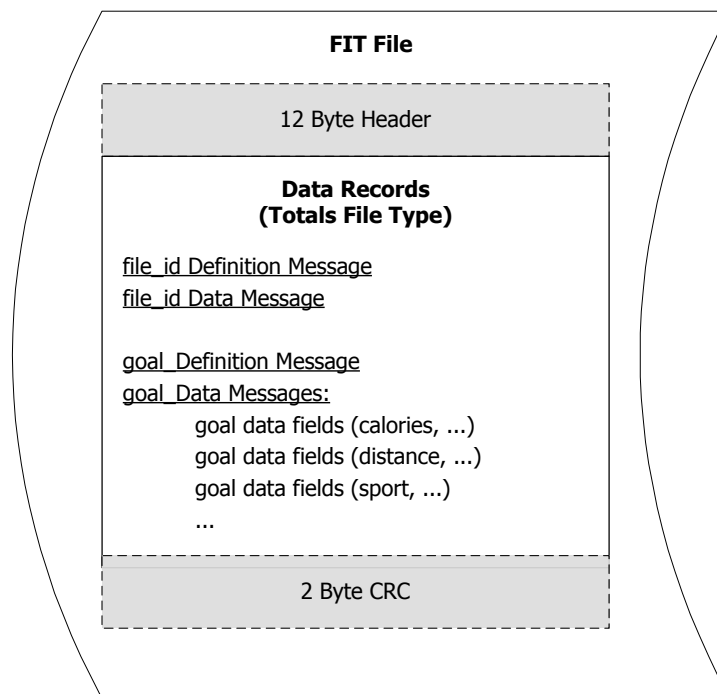 FIT File
12 Byte Header
Data Records
(Totals File Type)
file_id Definition Message
file_id Data Message
goal_Definition Message
goal_Data Messages:
goal data fields (calories, ...)
goal data fields (distance, ...)
goal data fields (sport, ...)
...
2 Byte CRC